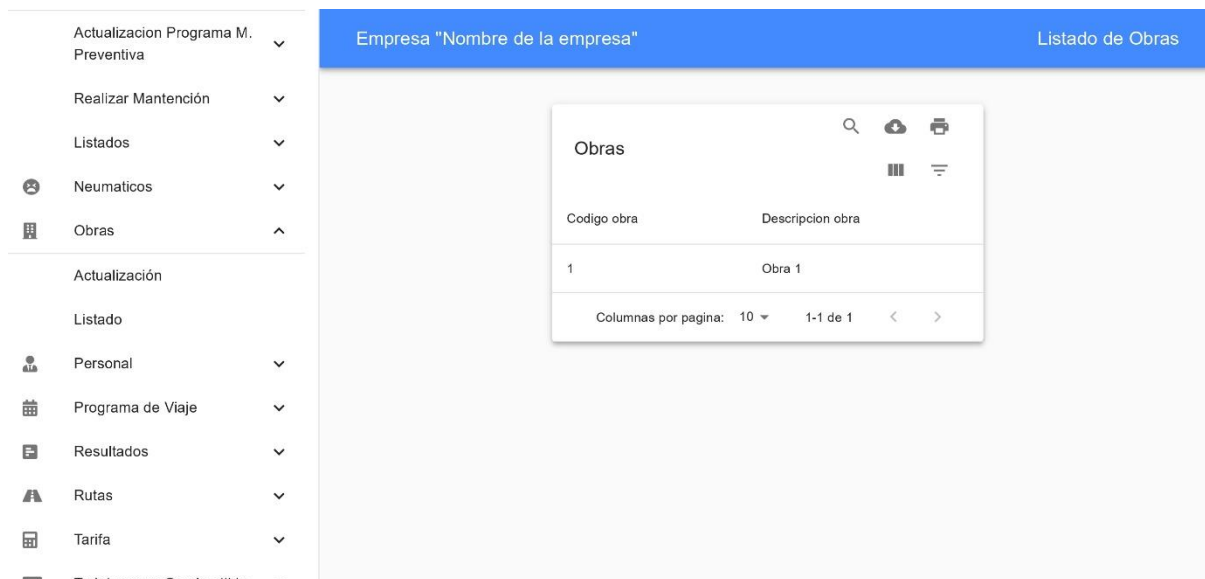 Actualizacion Programa M.
Preventiva
Realizar Mantención
Listados
Neumaticos
Obras
Actualización
Listado
Personal
Programa de Viaje
Resultados
Rutas
Tarifa
Empresa "Nombre de la empresa"
Listado de Obras
Obras
Codigo obra Descripcion obra
1 Obra 1
Columnas por pagina: 10 1-1 de 1